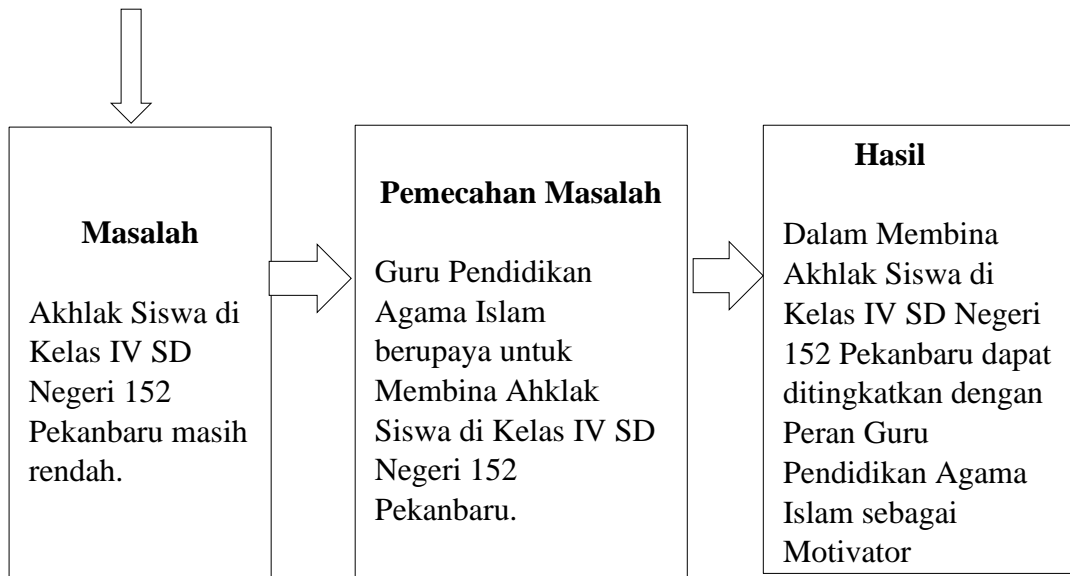 Masalah
Akhlak Siswa di
Kelas IV SD
Negeri 152
Pekanbaru masih
rendah.
Pemecahan Masalah
Guru Pendidikan
Agama Islam
berupaya untuk
Membina Ahklak
Siswa di Kelas IV SD
Negeri 152
Pekanbaru.
Hasil
Dalam Membina
Akhlak Siswa di
Kelas IV SD Negeri
152 Pekanbaru dapat
ditingkatkan dengan
Peran Guru
Pendidikan Agama
Islam sebagai
Motivator